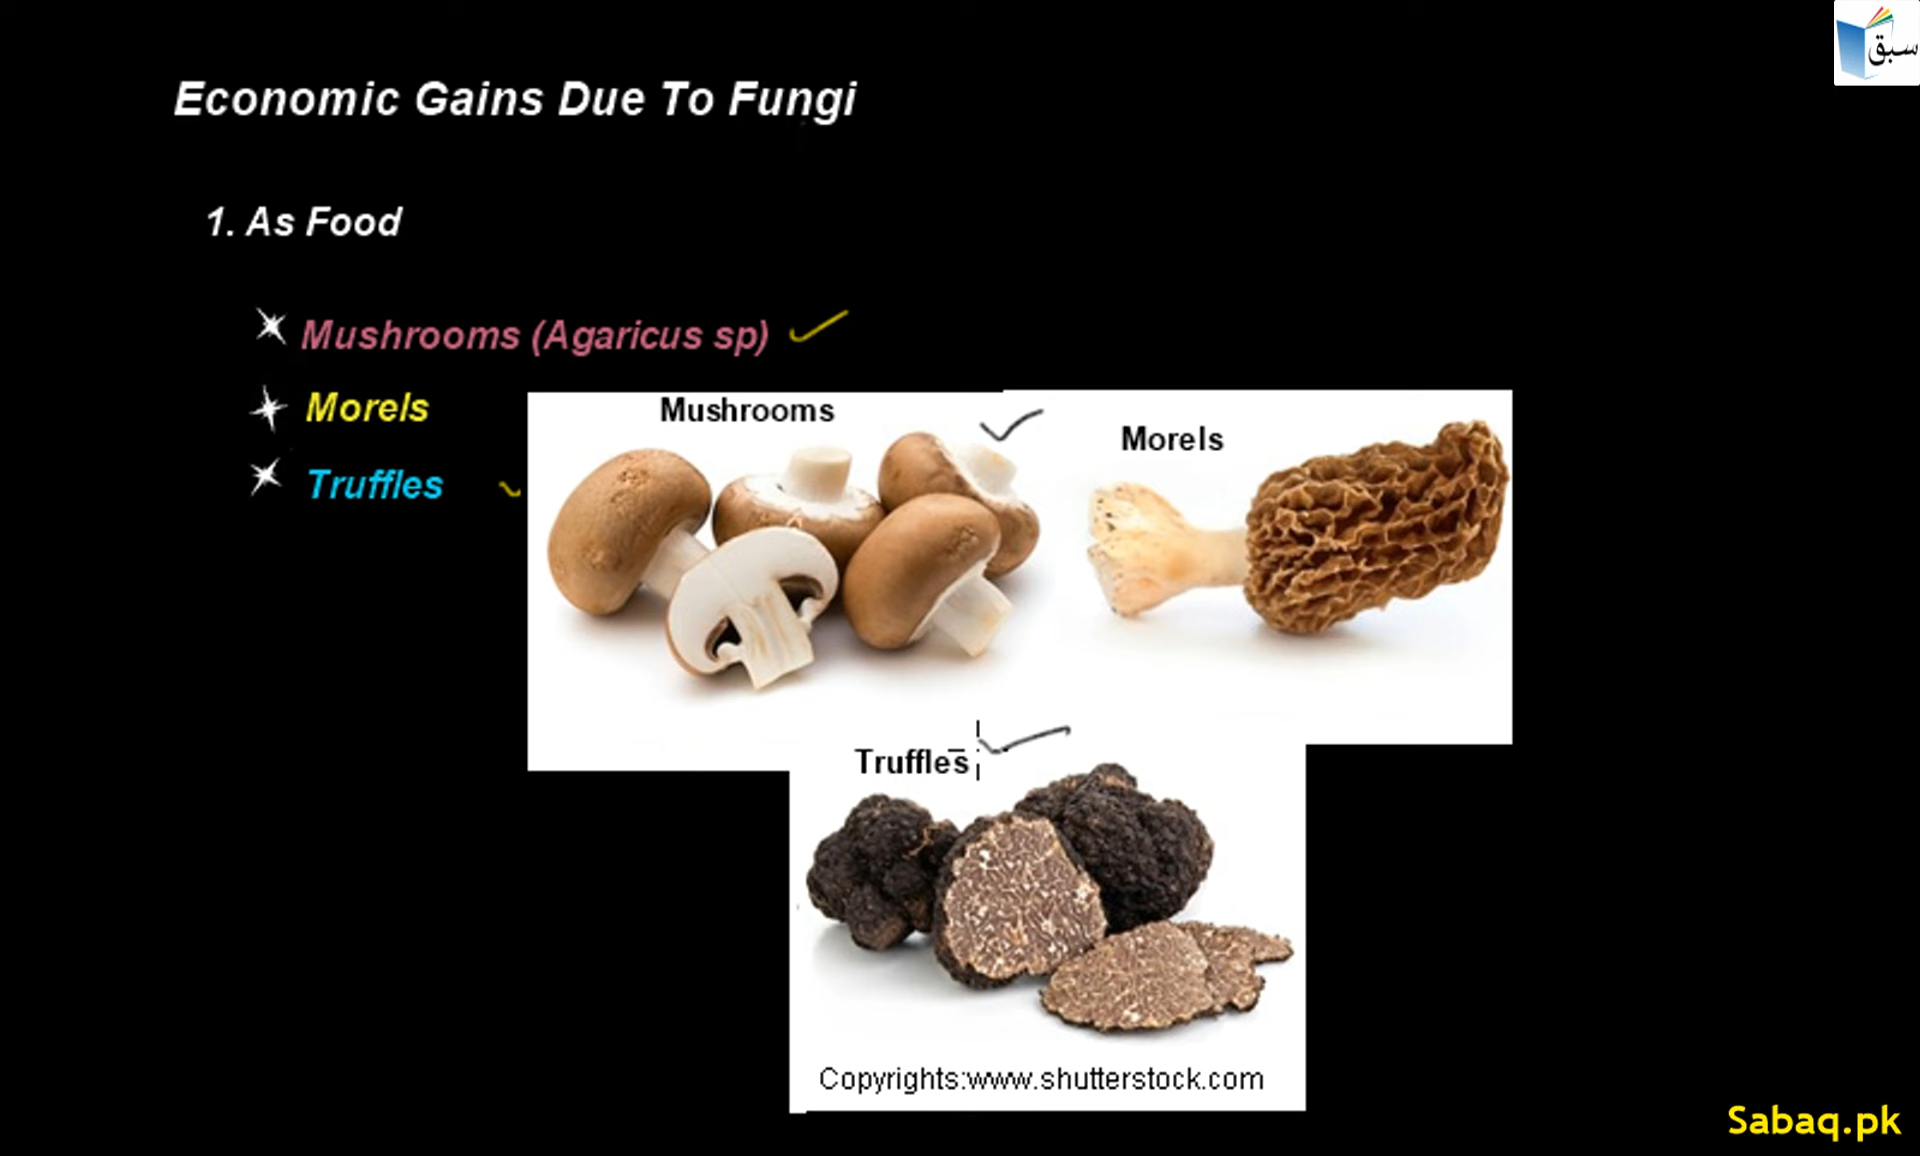 سبق
Economic Gains Due To Fungi
1. As Food
Mushrooms (Agaricus sp)
Morels
Truffles
Mushrooms
Morels
Truffles
Copyrights:www.shutterstock.com
Sabaq.pk